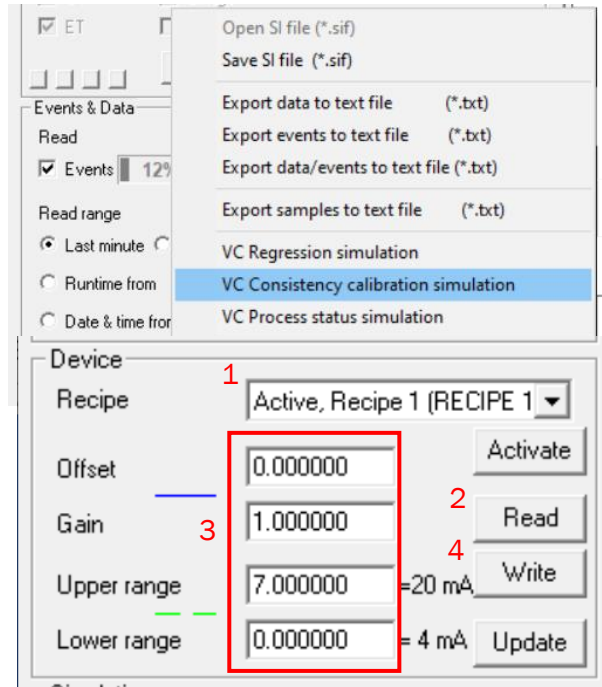 ET
Open SI file (*.sif)
Save SI file (*.sif)
Events & Data
Export data to text file (*.txt)
Read
Export events to text file (*.txt)
Events 12%
Export data/events to text file (*.txt)
Read range
Export samples to text file (*.txt)
Last minute
VC Regression simulation
Runtime from
VC Consistency calibration simulation
Date & time from
VC Process status simulation
Device
1
Recipe Active, Recipe 1 (RECIPE 1
Activate
Offset 0.000000
2
Gain 3 1.000000 Read
4
Upper range 7.000000 =20 mA Write
Lower range 0.000000 = 4 mA Update